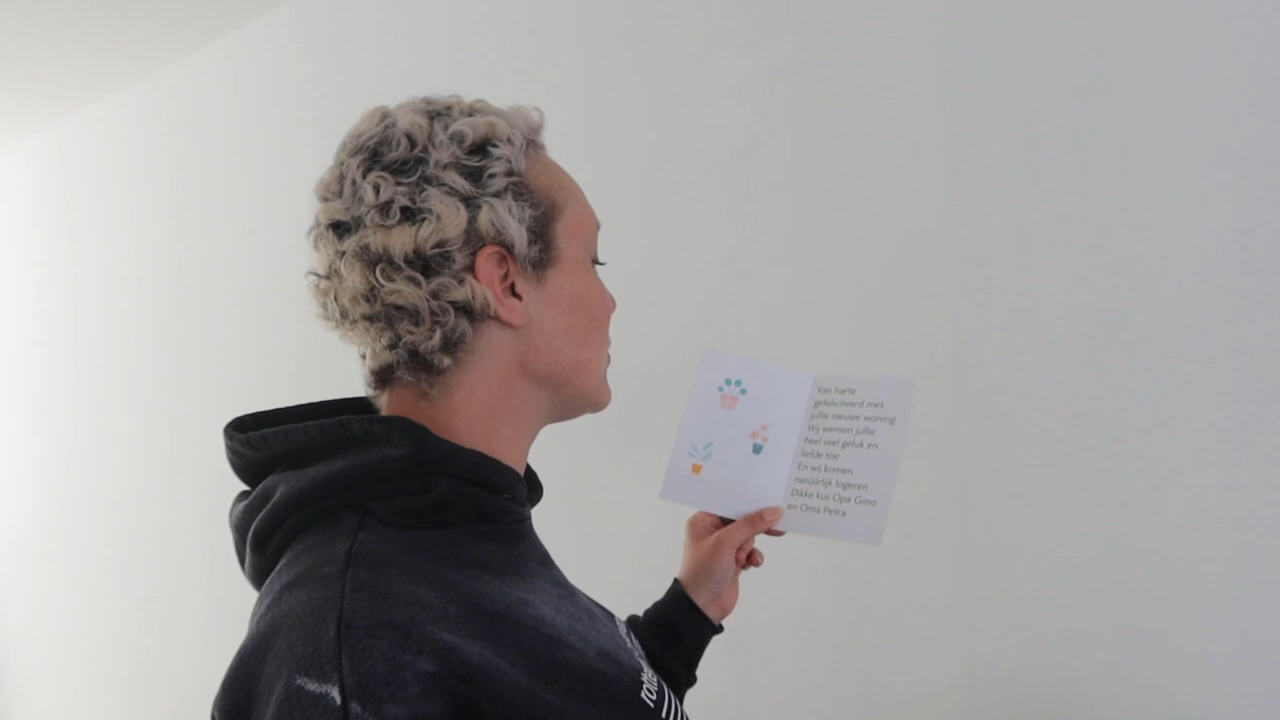 Van harte
gefeliciteerd met
jullie nieuwe woning
Wij wensen jullie
heel veel geluk en
liefde toe
En wij komen
natúúrlijk logeren
Dikke kus Opa Gino
en Oma Petra